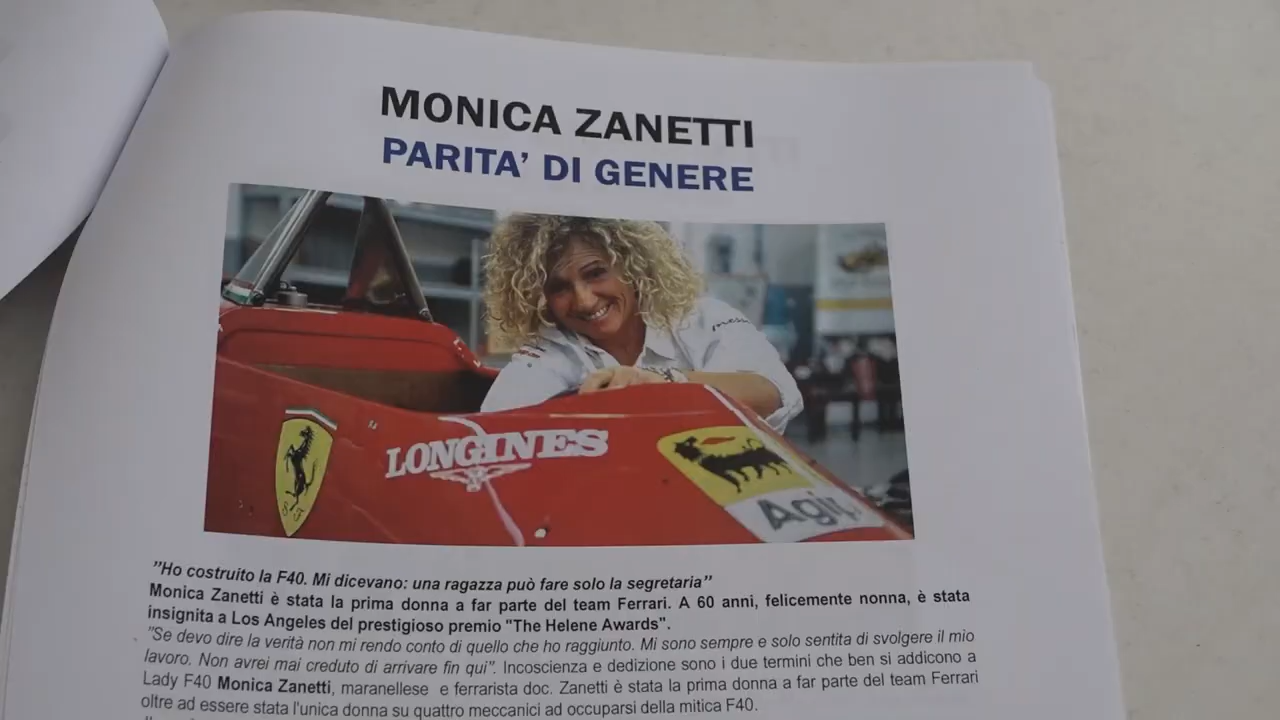 MONICA ZANETTI
PARITA' DI GENERE
LONGINES
Agip
"Ho costruito la F40. Mi dicevano: una ragazza può fare solo la segretaria"
Monica Zanetti è stata la prima donna a far parte del team Ferrari. A 60 anni, felicemente nonna, è stata
insignita a Los Angeles del prestigioso premio "The Helene Awards".
"Se devo dire la verità non mi rendo conto di quello che ho raggiunto. Mi sono sempre e solo sentita di svolgere il mio
lavoro. Non avrei mai creduto di arrivare fin qui". Incoscienza e dedizione sono i due termini che ben si addicono a
Lady F40 Monica Zanetti, maranellese e ferrarista doc. Zanetti è stata la prima donna a far parte del team Ferrari
oltre ad essere stata l'unica donna su quattro meccanici ad occuparsi della mitica F40.